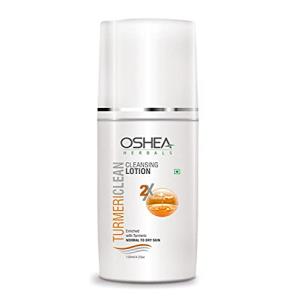 OSHEA
HERBALS
CLEANSING
LOTION
TURMERICLEAN
2X
Enriched
with Turmeric
NORMAL TO DRY SKIN